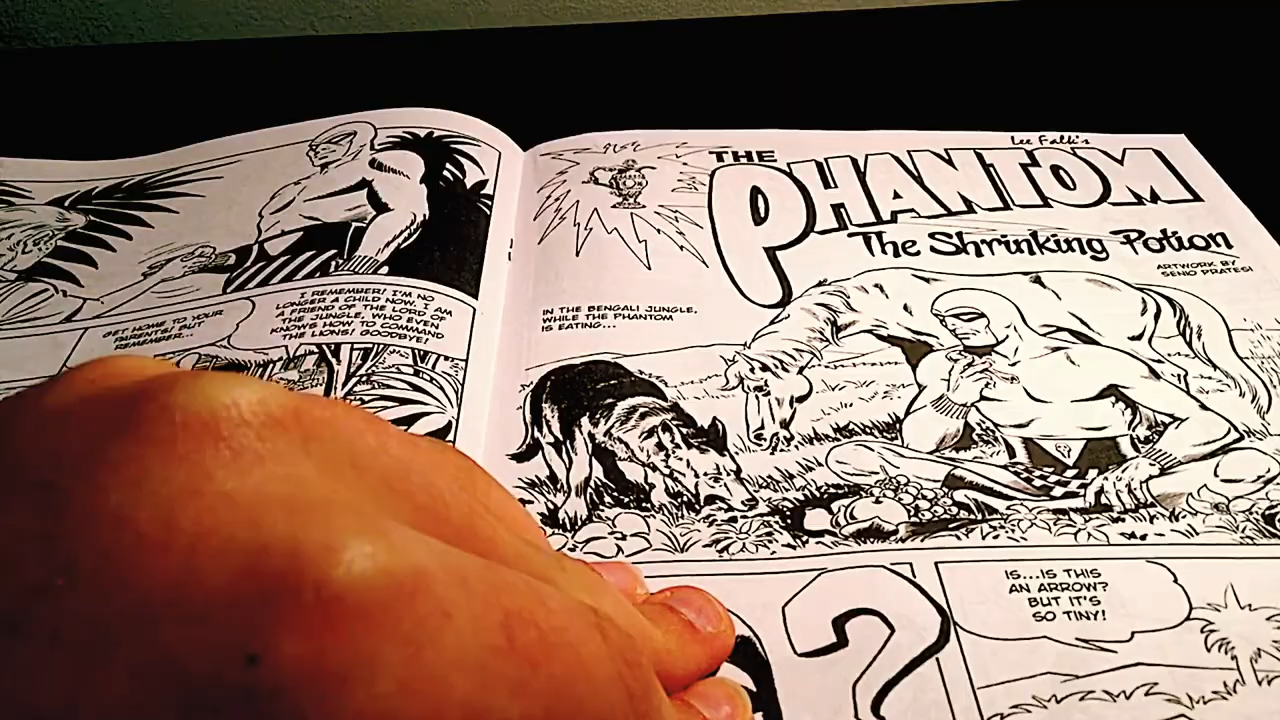 GET HOME TO YOUR
PARENTS! BUT
REMEMBER...
I REMEMBER! I'M NO
LONGER A CHILD NOW. I AM
A FRIEND OF THE LORD OF
THE JUNGLE, WHO EVEN
KNOWS HOW TO COMMAND
THE LIONS! GOODBYE!
Lee Falk's
THE PHANTOM
The Shrinking Potion
ARTWORK BY
SENIO PRATESI
IN THE BENGALI JUNGLE,
WHILE THE PHANTOM
IS EATING...
?
IS...IS THIS
AN ARROW?
BUT IT'S
SO TINY!